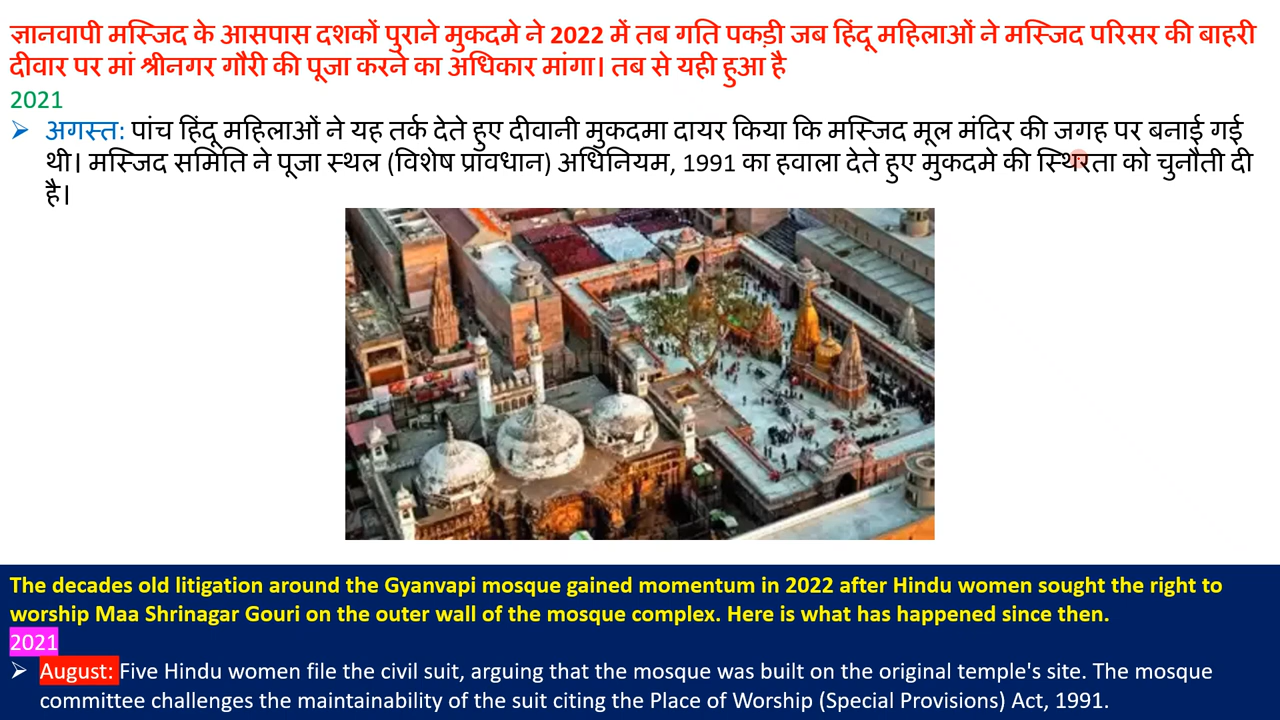 ज्ञानवापी मस्जिद के आसपास दशकों पुराने मुकदमे ने 2022 में तब गति पकड़ी जब हिंदू महिलाओं ने मस्जिद परिसर की बाहरी
दीवार पर मां श्रीनगर गौरी की पूजा करने का अधिकार मांगा। तब से यही हुआ है
2021
➢ अगस्त: पांच हिंदू महिलाओं ने यह तर्क देते हुए दीवानी मुकदमा दायर किया कि मस्जिद मूल मंदिर की जगह पर बनाई गई
थी। मस्जिद समिति ने पूजा स्थल (विशेष प्रावधान) अधिनियम, 1991 का हवाला देते हुए मुकदमे की स्थिरता को चुनौती दी
है।
The decades old litigation around the Gyanvapi mosque gained momentum in 2022 after Hindu women sought the right to
worship Maa Shrinagar Gouri on the outer wall of the mosque complex. Here is what has happened since then.
2021
➢ August: Five Hindu women file the civil suit, arguing that the mosque was built on the original temple's site. The mosque
committee challenges the maintainability of the suit citing the Place of Worship (Special Provisions) Act, 1991.